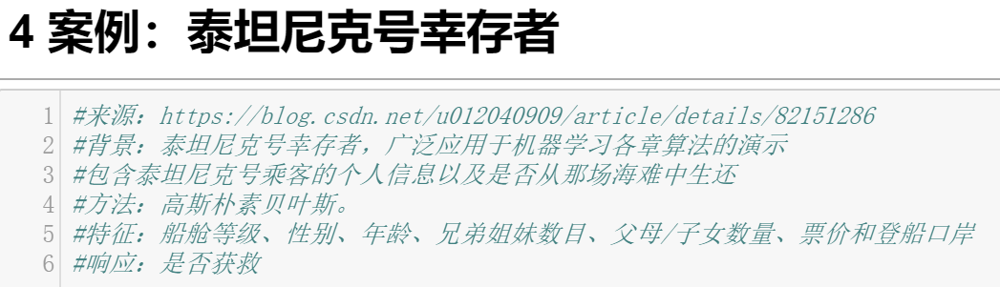 4 案例：泰坦尼克号幸存者
1 #来源：https://blog.csdn.net/u012040909/article/details/82151286
2 #背景：泰坦尼克号幸存者，广泛应用于机器学习各章算法的演示
3 #包含泰坦尼克号乘客的个人信息以及是否从那场海难中生还
4 #方法：高斯朴素贝叶斯。
5 #特征：船舱等级、性别、年龄、兄弟姐妹数目、父母/子女数量、票价和登船口岸
6 #响应：是否获救